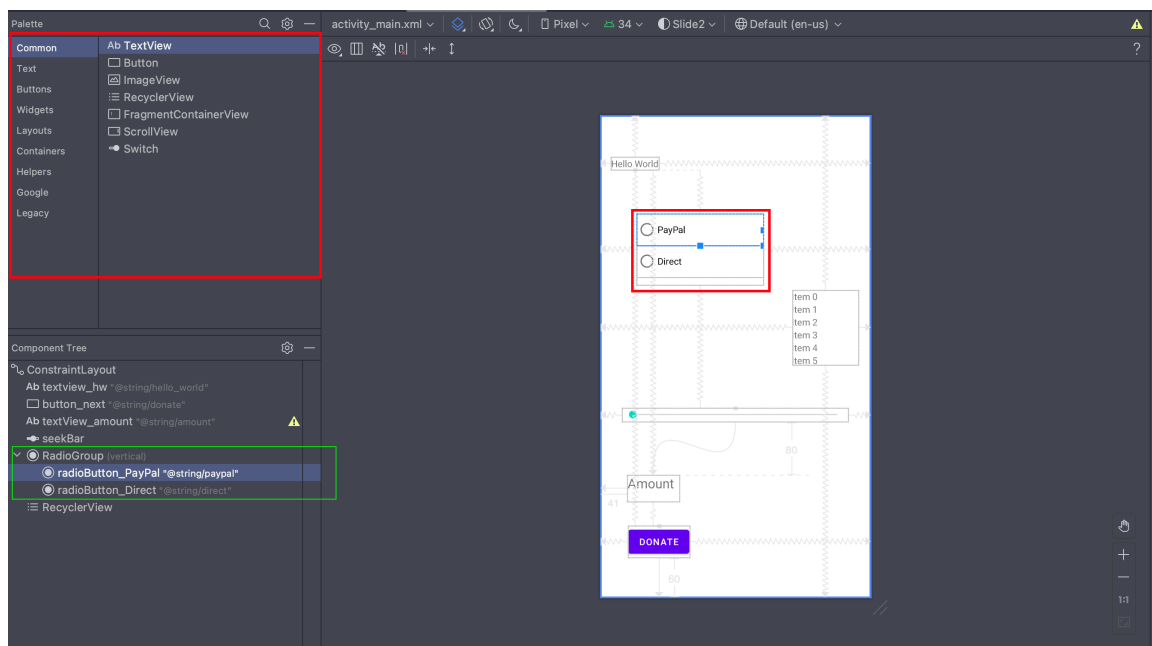 Palette
activity_main.xml
Pixel
34
Slide2
Default (en-us)
?
Common
Text
Buttons
Widgets
Layouts
Containers
Helpers
Google
Legacy
Ab TextView
Button
ImageView
RecyclerView
FragmentContainerView
ScrollView
Switch
Component Tree
ConstraintLayout
Ab textview_hw "@string/hello_world"
button_next "@string/donate"
Ab textView_amount "@string/amount"
seekBar
RadioGroup (vertical)
radioButton_PayPal "@string/paypal"
radioButton_Direct "@string/direct"
RecyclerView
Hello World
PayPal
Direct
tem 0
tem 1
tem 2
tem 3
tem 4
tem 5
80
Amount
41
DONATE
60
1:1